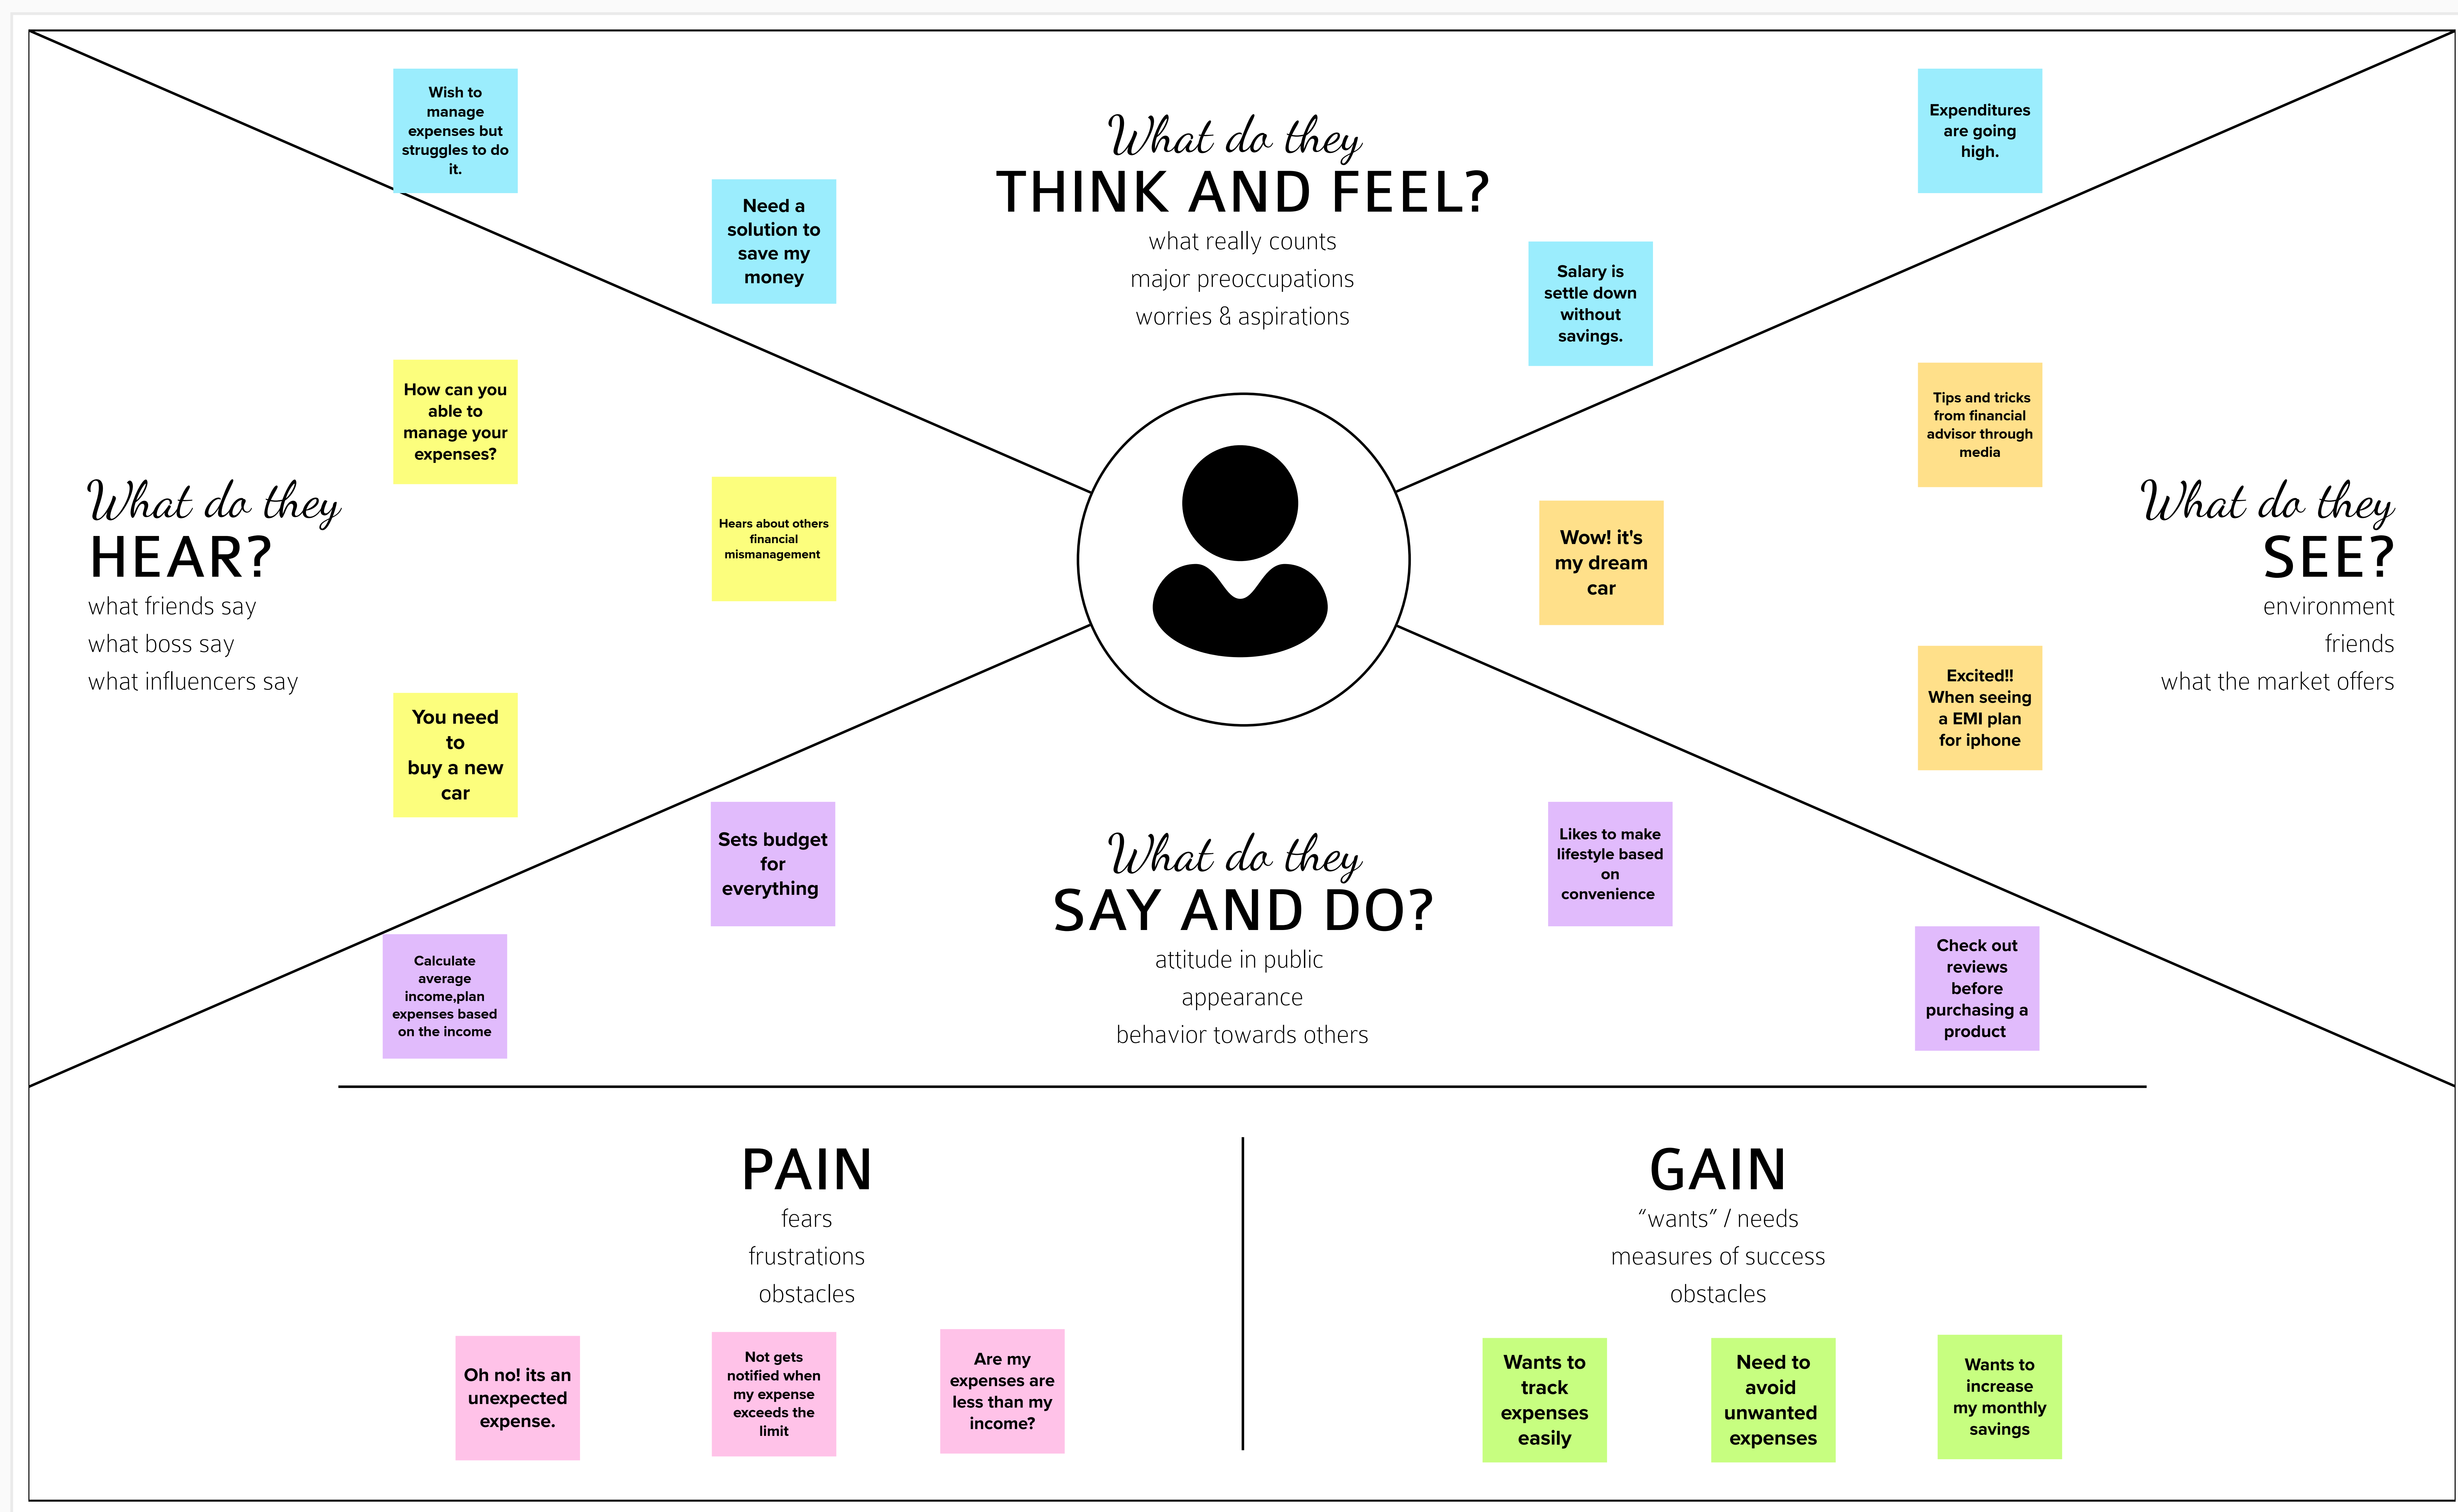 What do they
THINK AND FEEL?
what really counts
major preoccupations
worries & aspirations
Wish to
manage
expenses but
struggles to do
it.
Need a
solution to
save my
money
Salary is
settle down
without
savings.
Expenditures
are going
high.
What do they
HEAR?
what friends say
what boss say
what influencers say
How can you
able to
manage your
expenses?
Hears about others
financial
mismanagement
You need
to
buy a new
car
What do they
SEE?
environment
friends
what the market offers
Tips and tricks
from financial
advisor through
media
Wow! it's
my dream
car
Excited!!
When seeing
a EMI plan
for iphone
What do they
SAY AND DO?
attitude in public
appearance
behavior towards others
Sets budget
for
everything
Calculate
average
income,plan
expenses based
on the income
Likes to make
lifestyle based
on
convenience
Check out
reviews
before
purchasing a
product
PAIN
fears
frustrations
obstacles
Oh no! its an
unexpected
expense.
Not gets
notified when
my expense
exceeds the
limit
Are my
expenses are
less than my
income?
GAIN
“wants” / needs
measures of success
obstacles
Wants to
track
expenses
easily
Need to
avoid
unwanted
expenses
Wants to
increase
my monthly
savings